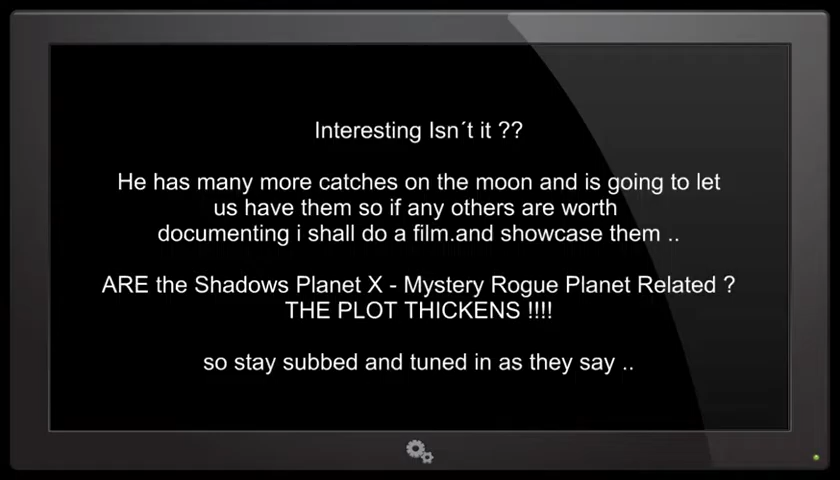 Interesting Isn´t it ??
He has many more catches on the moon and is going to let
us have them so if any others are worth
documenting i shall do a film.and showcase them ..
ARE the Shadows Planet X - Mystery Rogue Planet Related ?
THE PLOT THICKENS !!!!
so stay subbed and tuned in as they say ..